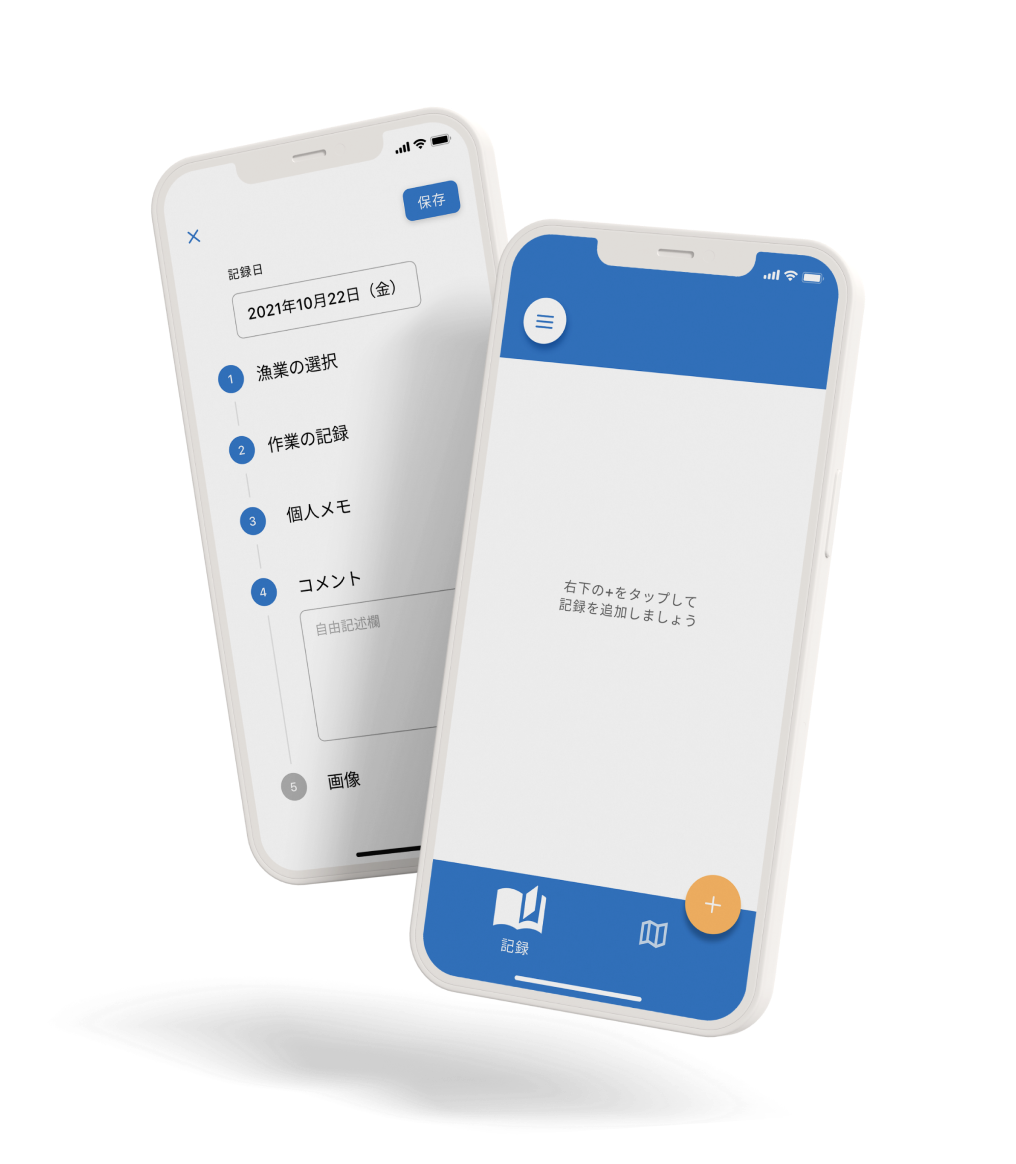 保存
記録日
2021年10月22日（金）
1 漁業の選択
2 作業の記録
3 個人メモ
4 コメント
自由記述欄
5 画像
右下の+をタップして
記録を追加しましょう
記録